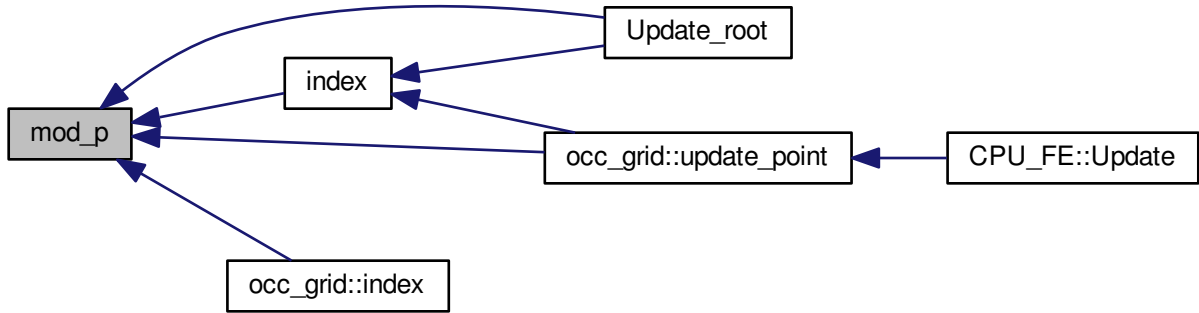 Update_root
index
mod_p
occ_grid::update_point
CPU_FE::Update
occ_grid::index